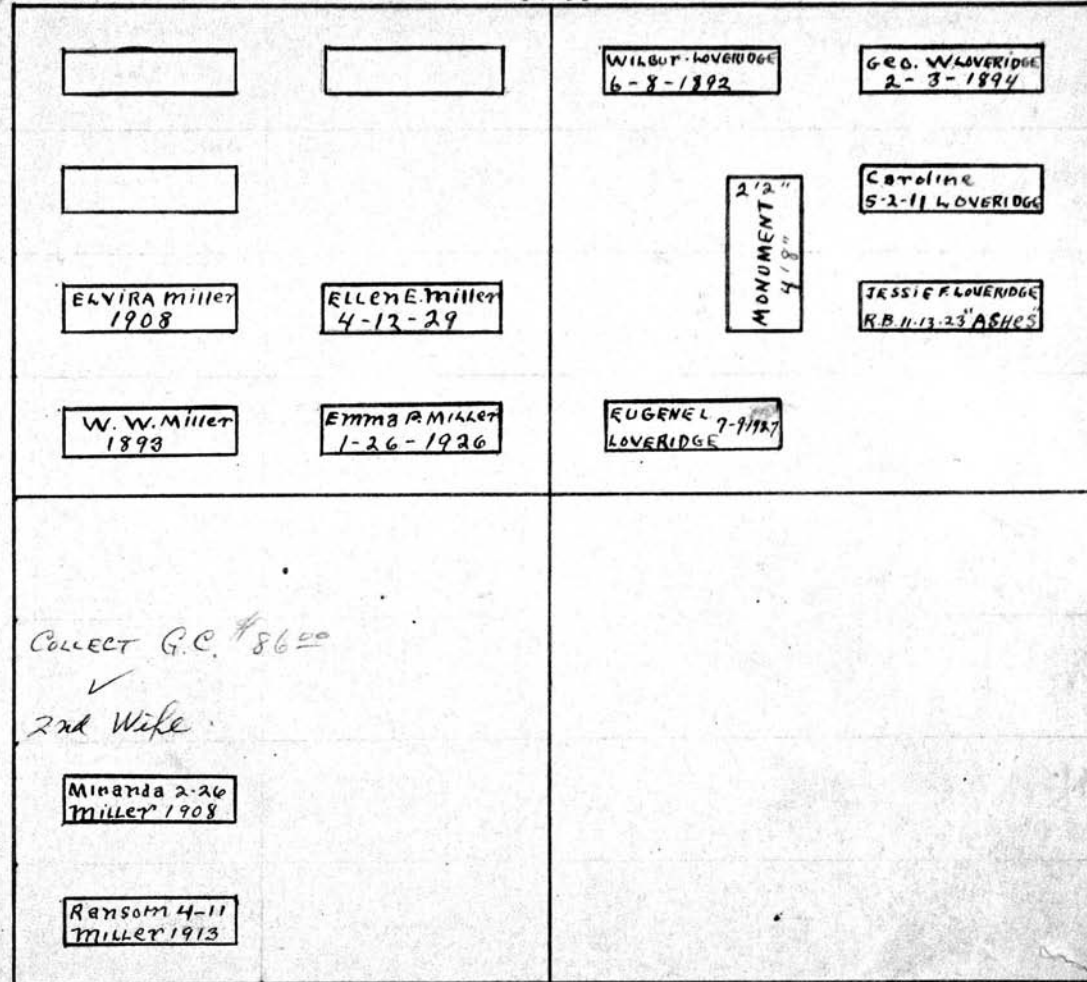 WILBUR LOVERIDGE
6-8-1892
GEO. W LOVERIDGE
2-3-1894
2'2"
MONUMENT
4'8"
Caroline
5-2-11 LOVERIDGE
ELVIRA Miller
1908
ELLEN E. Miller
4-13-29
JESSIE F. LOVERIDGE
R.B. 11-13-23 "ASHES"
W. W. Miller
1893
Emma P. MILLER
1-26-1926
EUGENE L 7-9-1927
LOVERIDGE
COLLECT G.C. $86 00
✓
2nd Wife
Minanda 2-26
Miller 1908
Ransom 4-11
Miller 1913